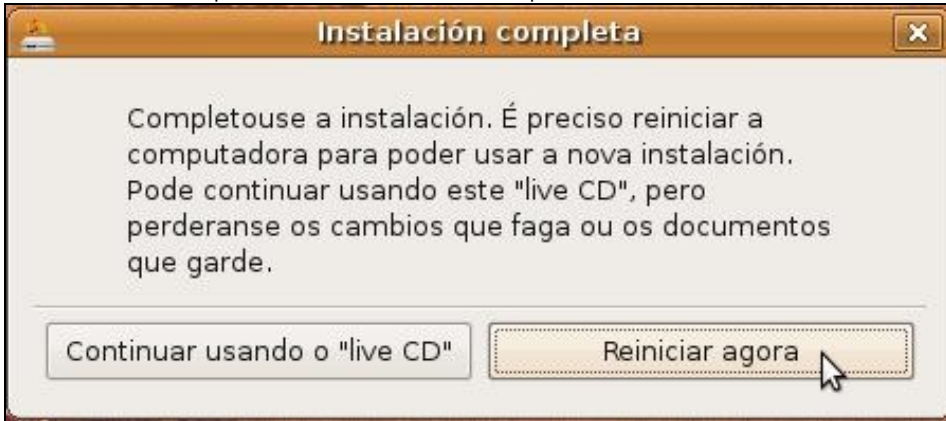 Instalación completa
Completouse a instalación. É preciso reiniciar a
computadora para poder usar a nova instalación.
Pode continuar usando este "live CD", pero
perderanse os cambios que faga ou os documentos
que garde.
Continuar usando o "live CD"
Reiniciar agora